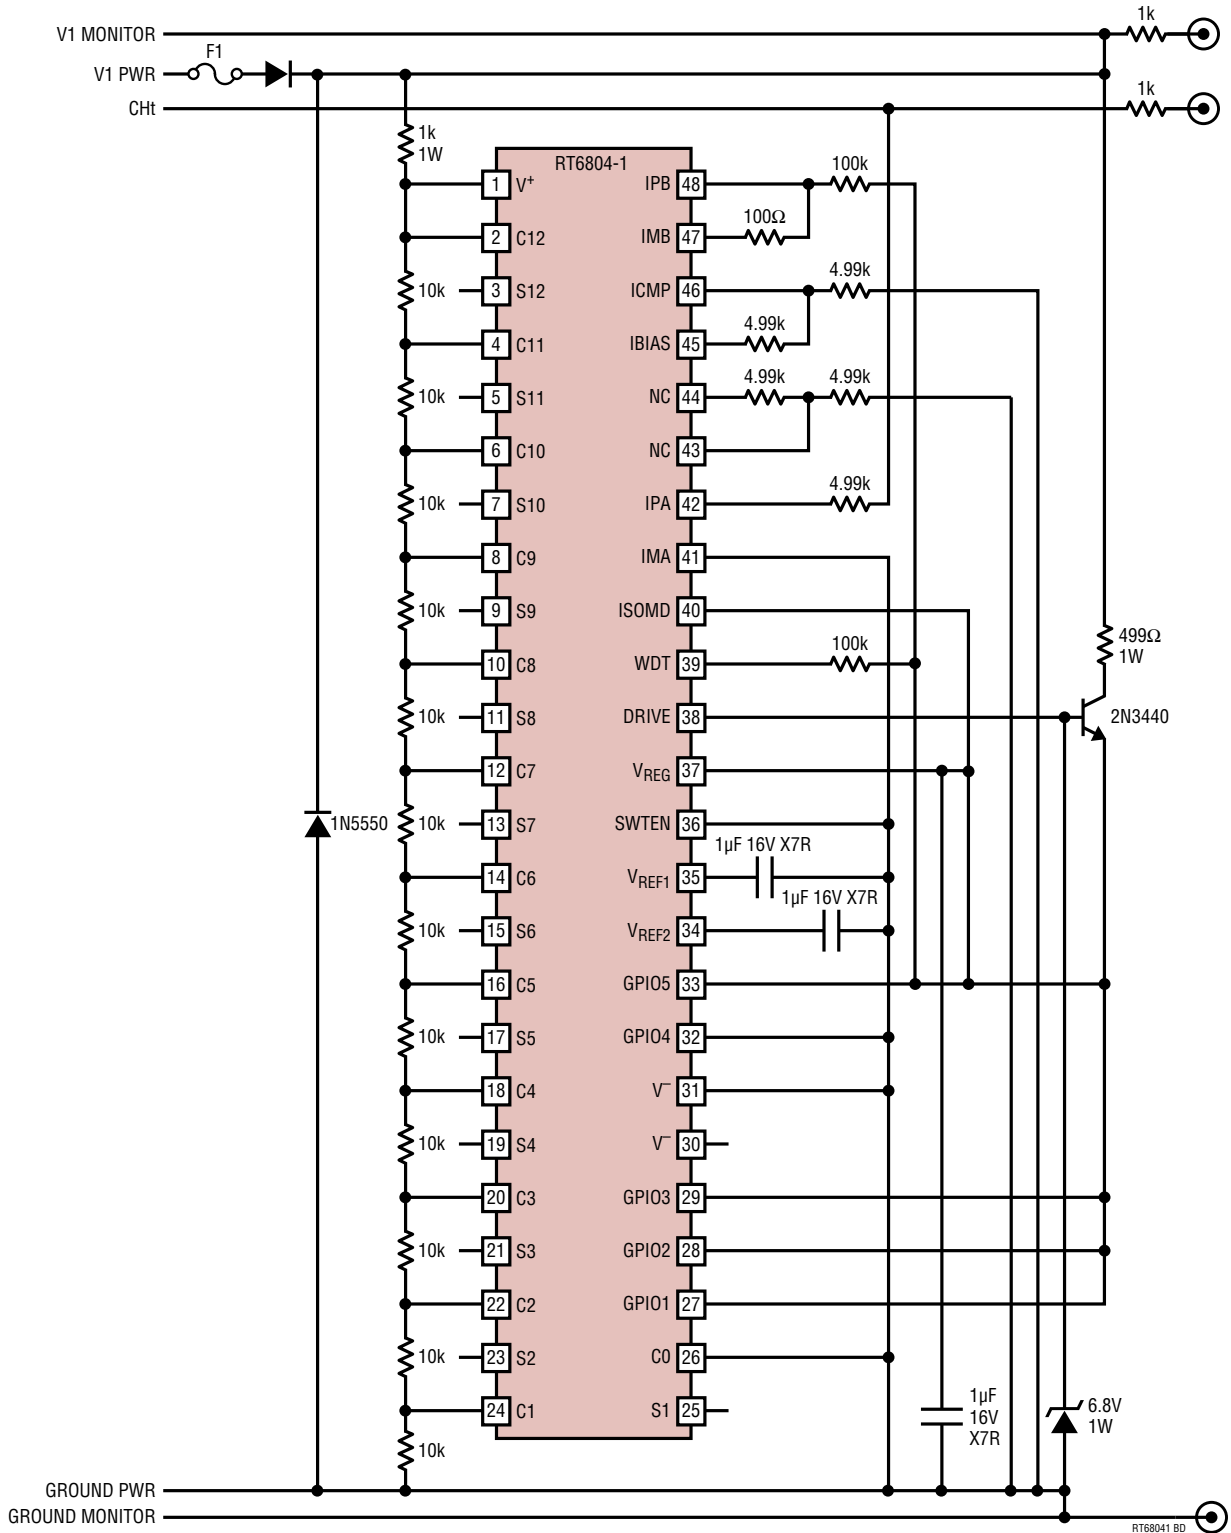 V1 MONITOR
1k
F1
V1 PWR
CHt
1k
1k
1W
RT6804-1
1 V+ IPB 48 100k
100Ω
2 C12 IMB 47
4.99k
10k 3 S12 ICMP 46
4.99k
4 C11 IBIAS 45
4.99k 4.99k
10k 5 S11 NC 44
6 C10 NC 43
4.99k
10k 7 S10 IPA 42
8 C9 IMA 41
10k 9 S9 ISOMD 40
499Ω
1W
100k
10 C8 WDT 39
10k 11 S8 DRIVE 38 2N3440
12 C7 VREG 37
1N5550 10k 13 S7 SWTEN 36
1µF 16V X7R
14 C6 VREF1 35
1µF 16V X7R
10k 15 S6 VREF2 34
16 C5 GPIO5 33
10k 17 S5 GPIO4 32
18 C4 V– 31
10k 19 S4 V– 30
20 C3 GPIO3 29
10k 21 S3 GPIO2 28
22 C2 GPIO1 27
10k 23 S2 C0 26
24 C1 S1 25
1µF
16V
X7R
6.8V
1W
10k
GROUND PWR
GROUND MONITOR
RT68041 BD